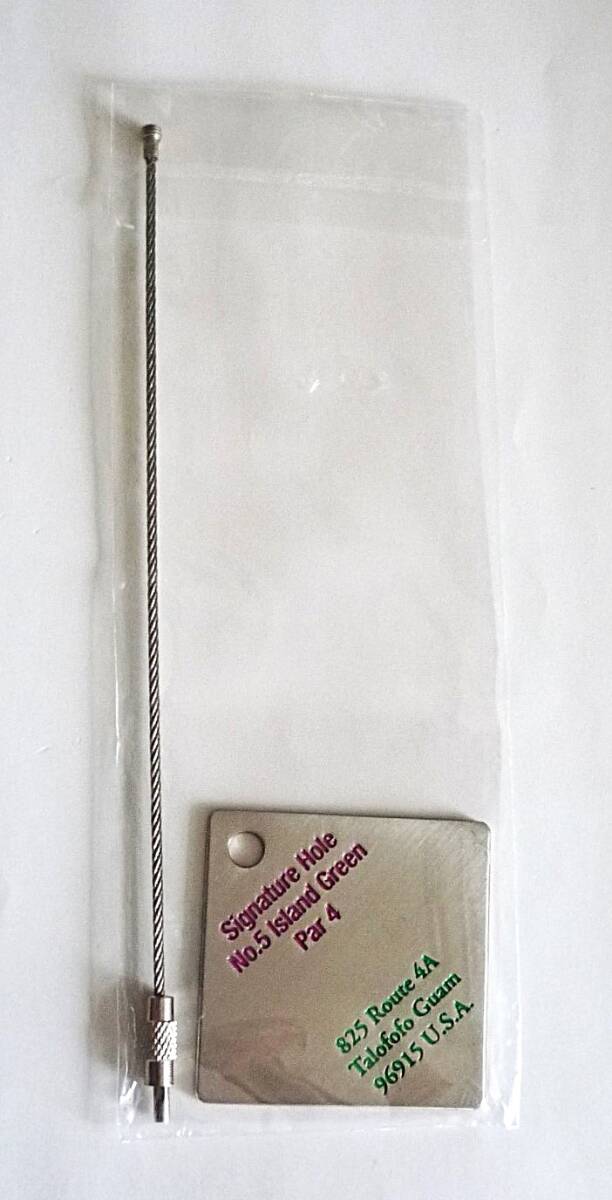 Signature Hole
No.5 Island Green
Par 4
825 Route 4A
Talofofo Guam
96915 U.S.A.